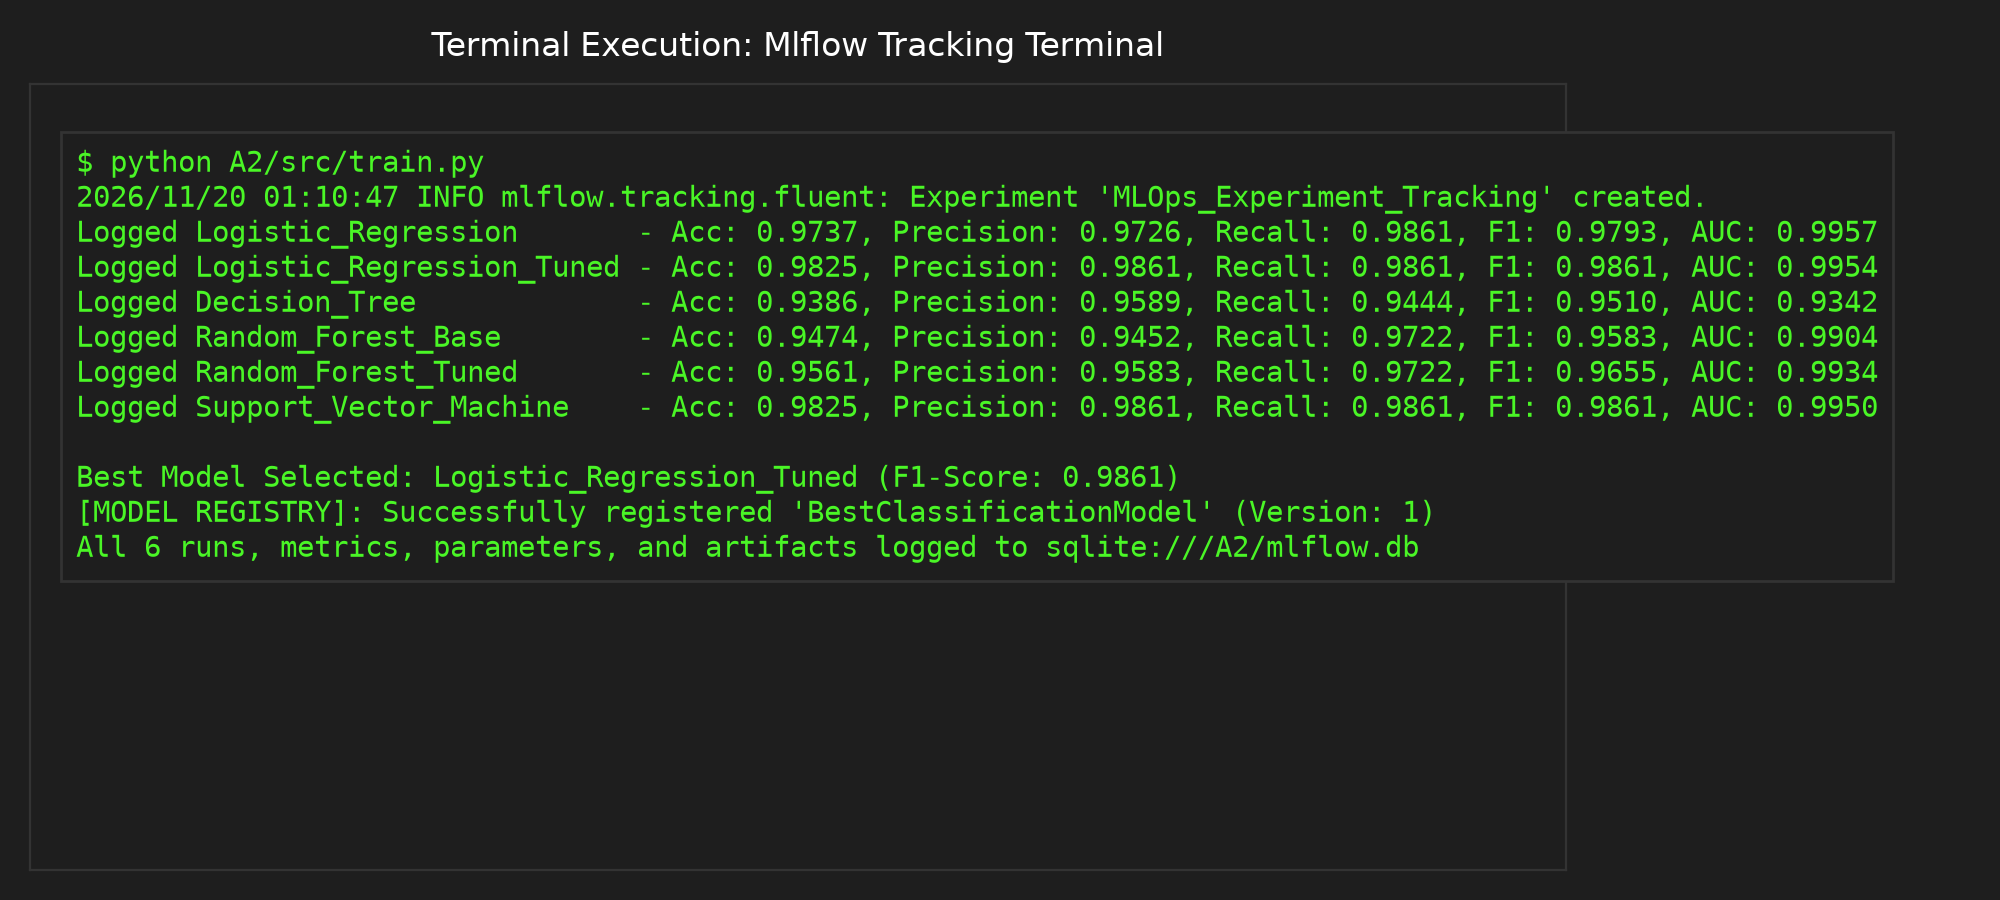 Terminal Execution: Mlflow Tracking Terminal
$ python A2/src/train.py
2026/11/20 01:10:47 INFO mlflow.tracking.fluent: Experiment 'MLOps_Experiment_Tracking' created.
Logged Logistic_Regression       - Acc: 0.9737, Precision: 0.9726, Recall: 0.9861, F1: 0.9793, AUC: 0.9957
Logged Logistic_Regression_Tuned - Acc: 0.9825, Precision: 0.9861, Recall: 0.9861, F1: 0.9861, AUC: 0.9954
Logged Decision_Tree             - Acc: 0.9386, Precision: 0.9589, Recall: 0.9444, F1: 0.9510, AUC: 0.9342
Logged Random_Forest_Base        - Acc: 0.9474, Precision: 0.9452, Recall: 0.9722, F1: 0.9583, AUC: 0.9904
Logged Random_Forest_Tuned       - Acc: 0.9561, Precision: 0.9583, Recall: 0.9722, F1: 0.9655, AUC: 0.9934
Logged Support_Vector_Machine    - Acc: 0.9825, Precision: 0.9861, Recall: 0.9861, F1: 0.9861, AUC: 0.9950
Best Model Selected: Logistic_Regression_Tuned (F1-Score: 0.9861)
[MODEL REGISTRY]: Successfully registered 'BestClassificationModel' (Version: 1)
All 6 runs, metrics, parameters, and artifacts logged to sqlite:///A2/mlflow.db